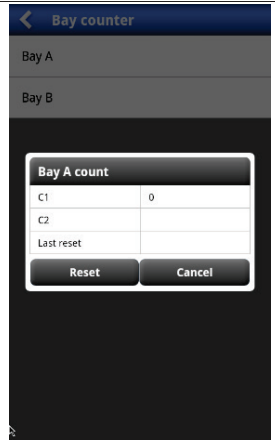 Bay counter
Bay A
Bay B
Bay A count
C1 0
C2
Last reset
Reset Cancel